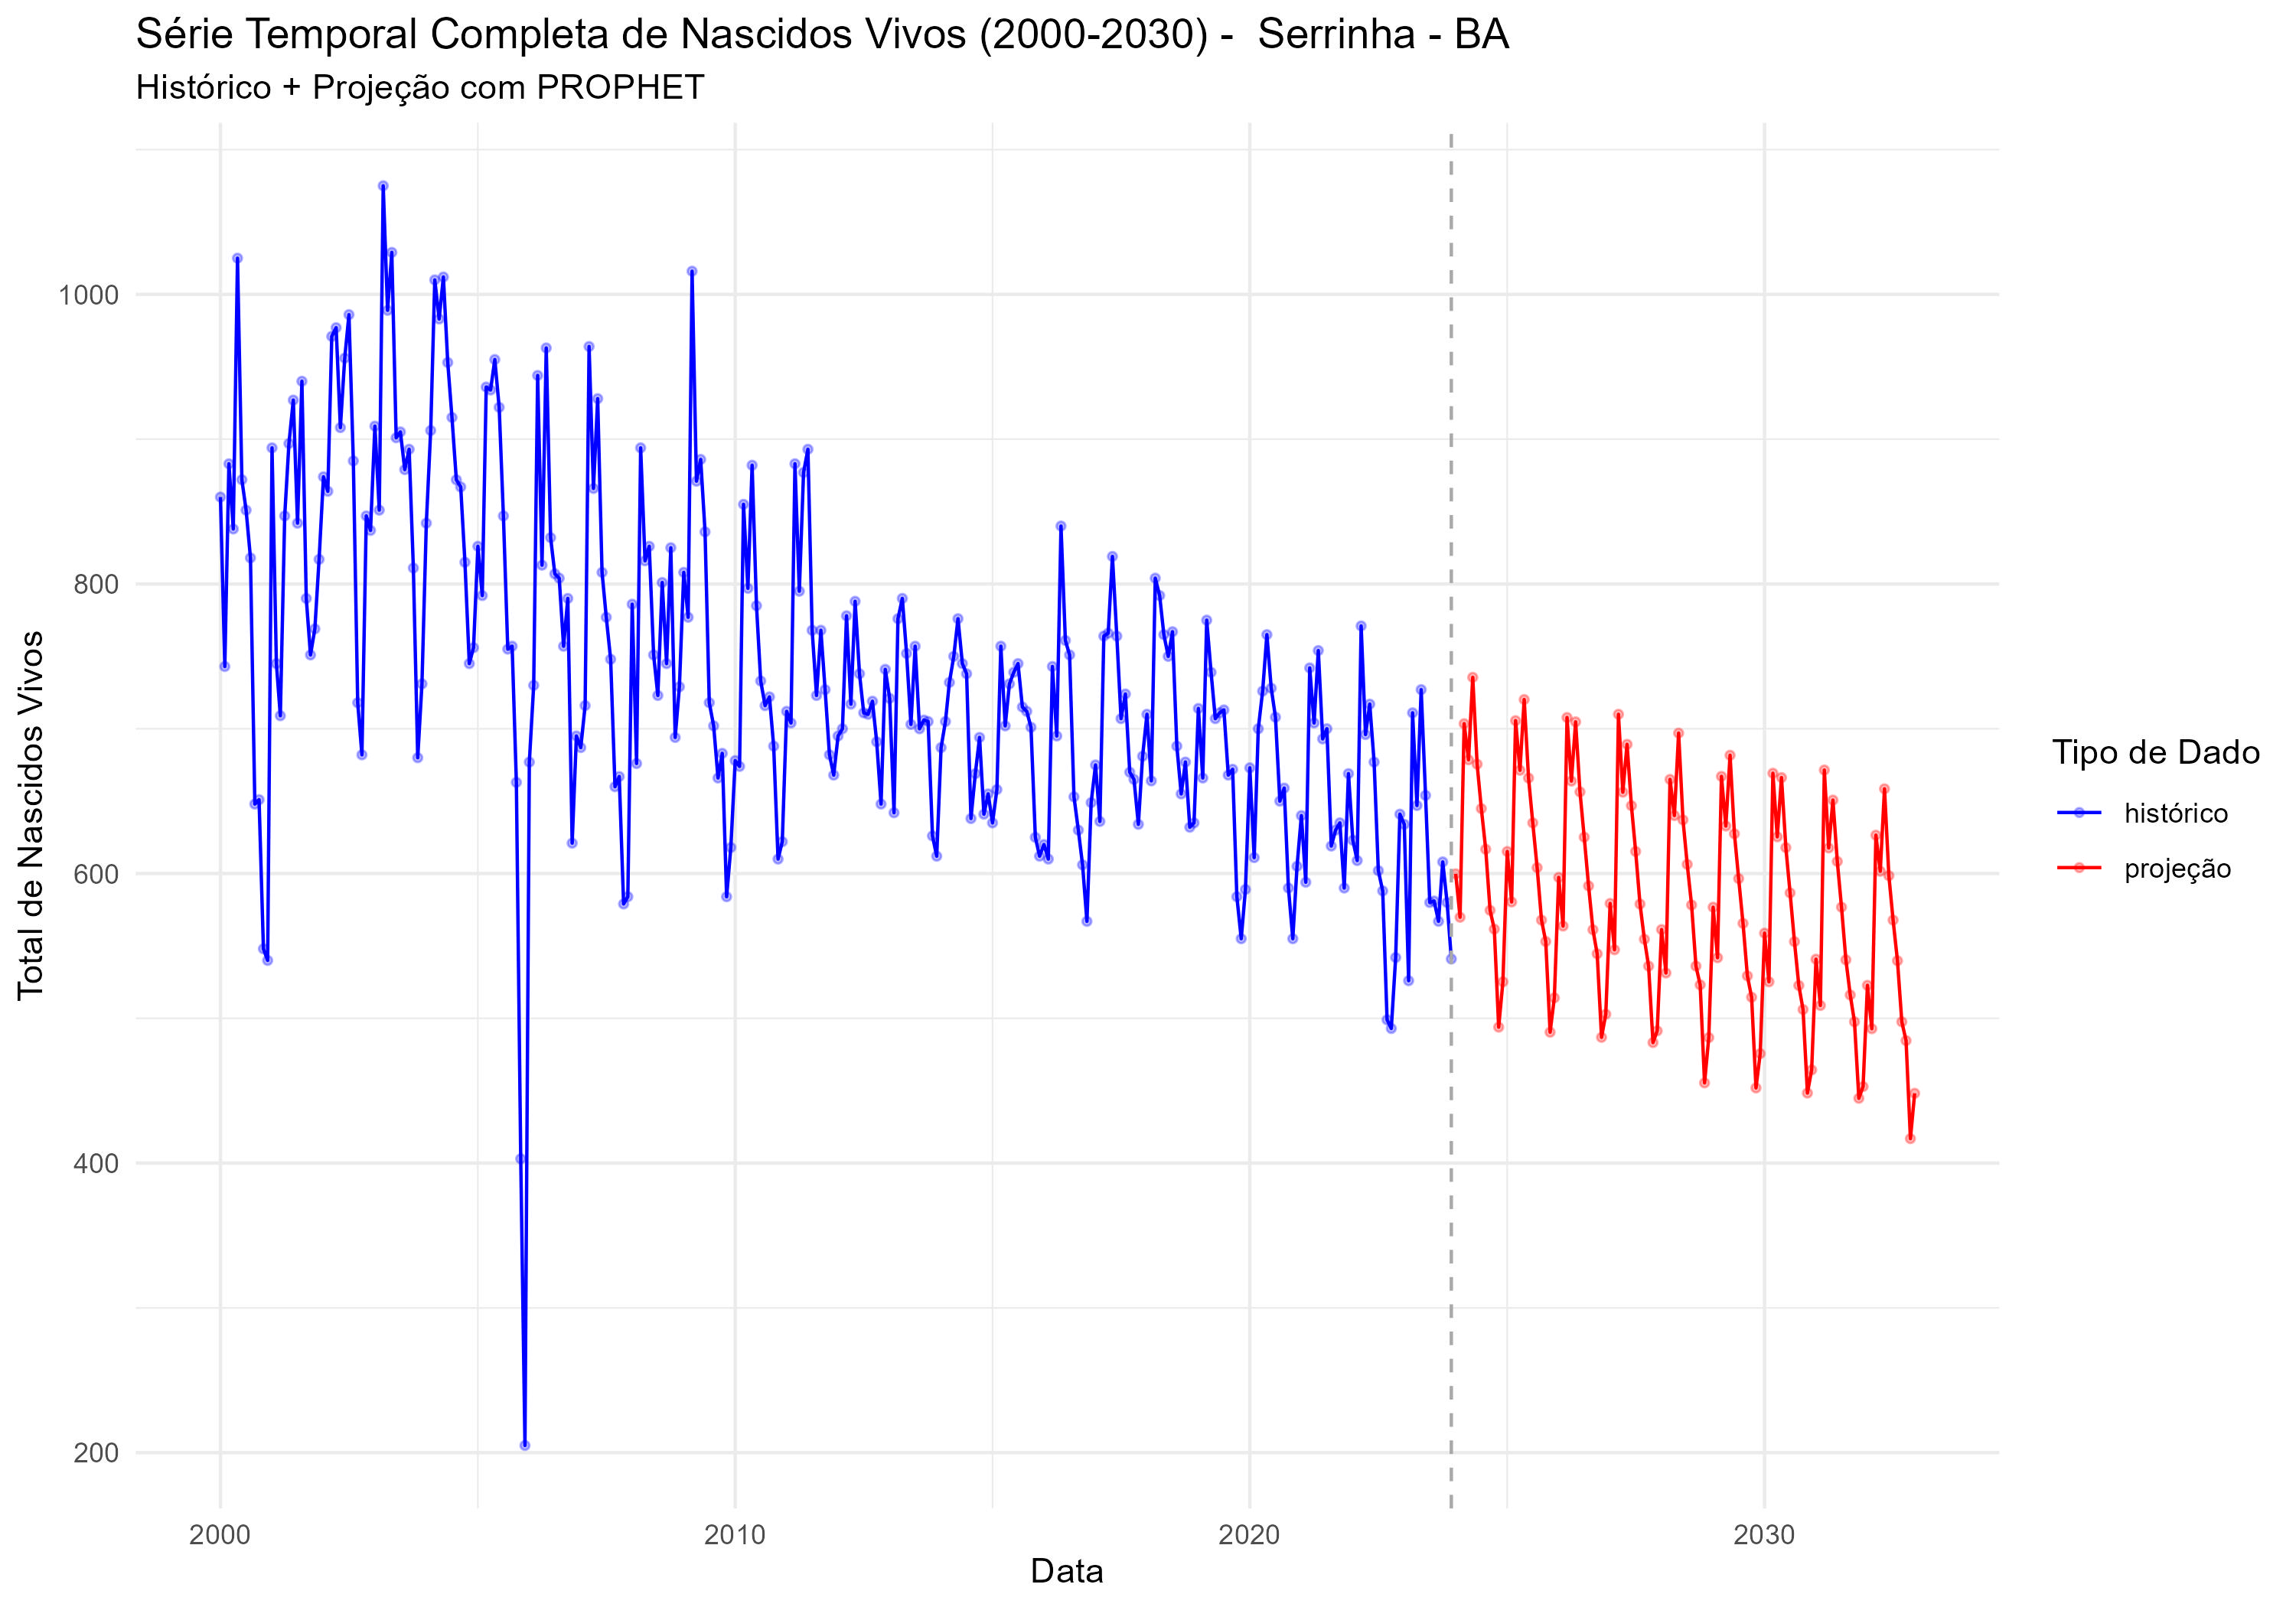 Série Temporal Completa de Nascidos Vivos (2000-2030) -  Serrinha - BA
Histórico + Projeção com PROPHET
Total de Nascidos Vivos
1000
800
600
400
200
2000
2010
2020
2030
Data
Tipo de Dado
histórico
projeção